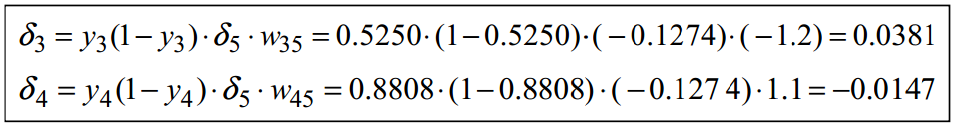 δ₃ = y₃(1−y₃)·δ₅·w₃₅ = 0.5250·(1−0.5250)·(−0.1274)·(−1.2) = 0.0381
δ₄ = y₄(1−y₄)·δ₅·w₄₅ = 0.8808·(1−0.8808)·(−0.127 4)·1.1 = −0.0147